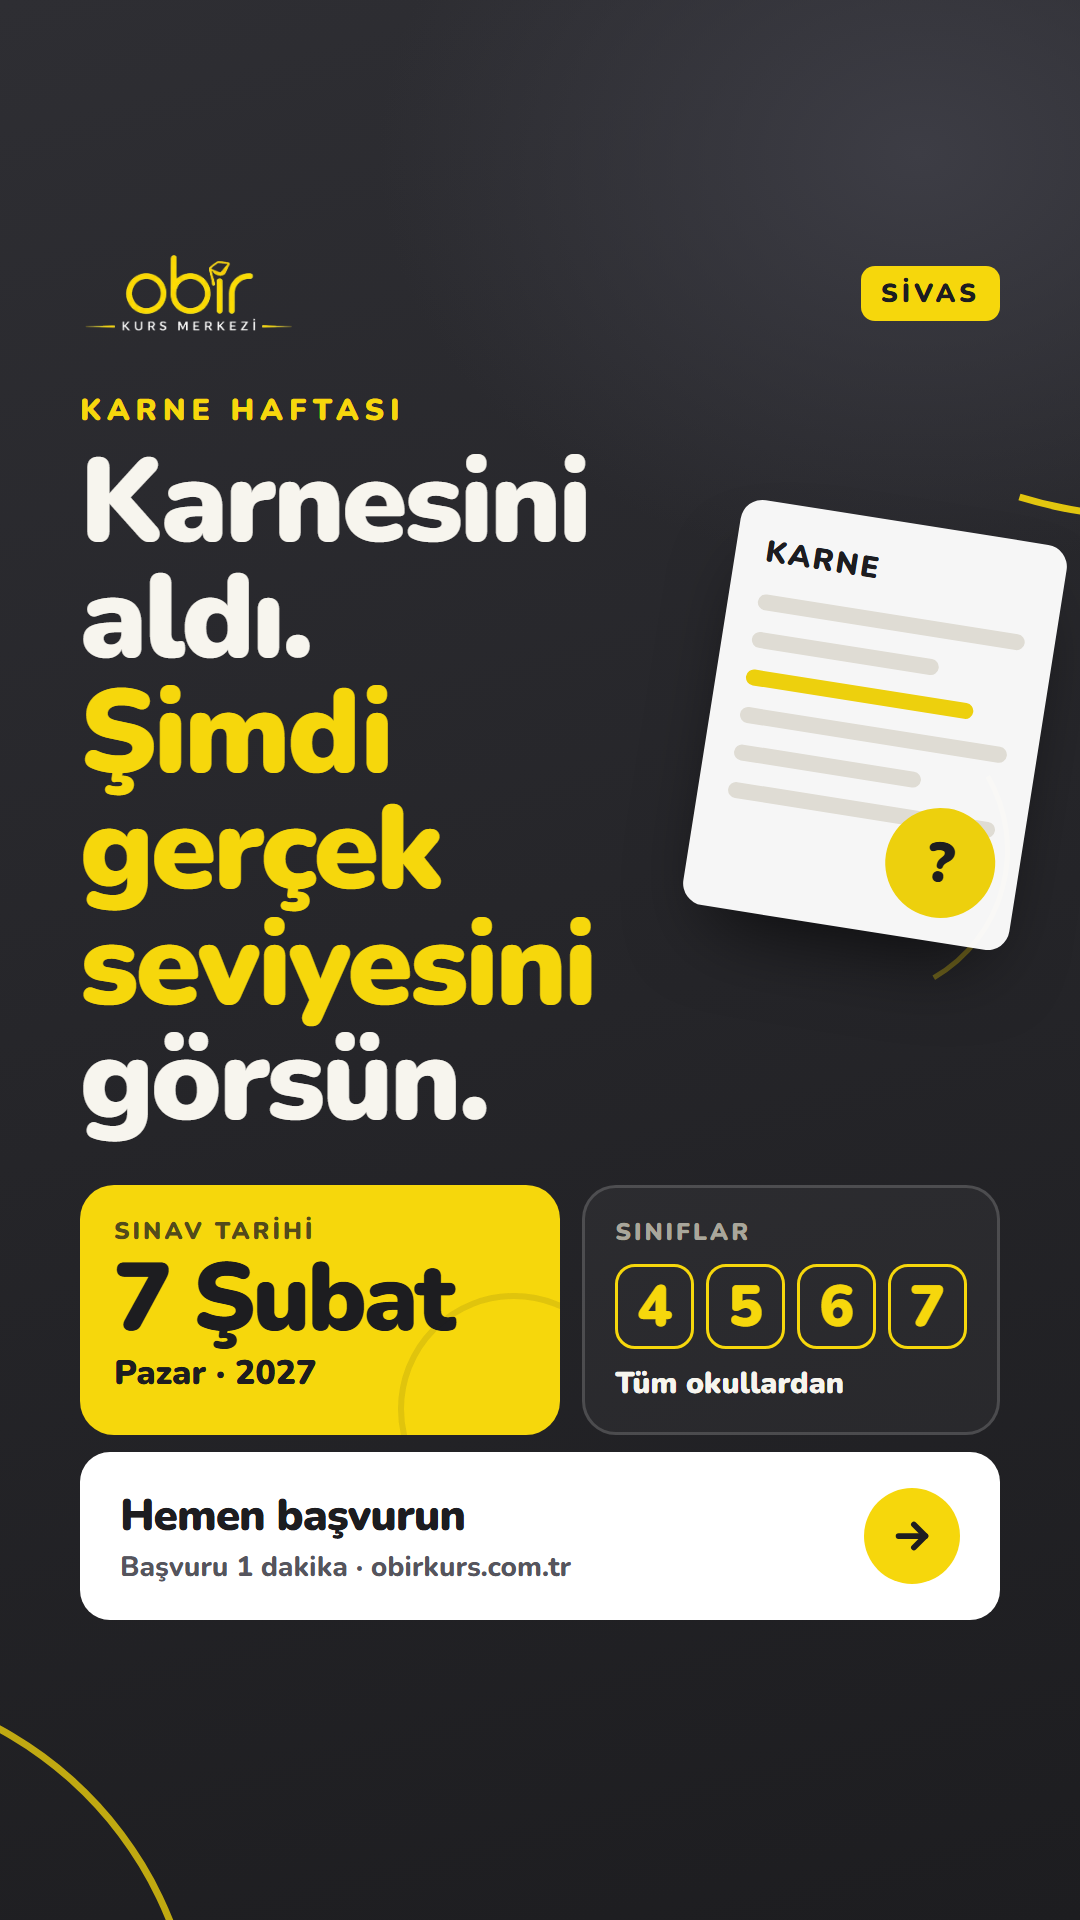 obir
KURS MERKEZİ
SİVAS
KARNE HAFTASI
Karnesini
aldı.
Şimdi
gerçek
seviyesini
görsün.
KARNE
?
SINAV TARİHİ
7 Şubat
Pazar · 2027
SINIFLAR
4 5 6 7
Tüm okullardan
Hemen başvurun
Başvuru 1 dakika · obirkurs.com.tr